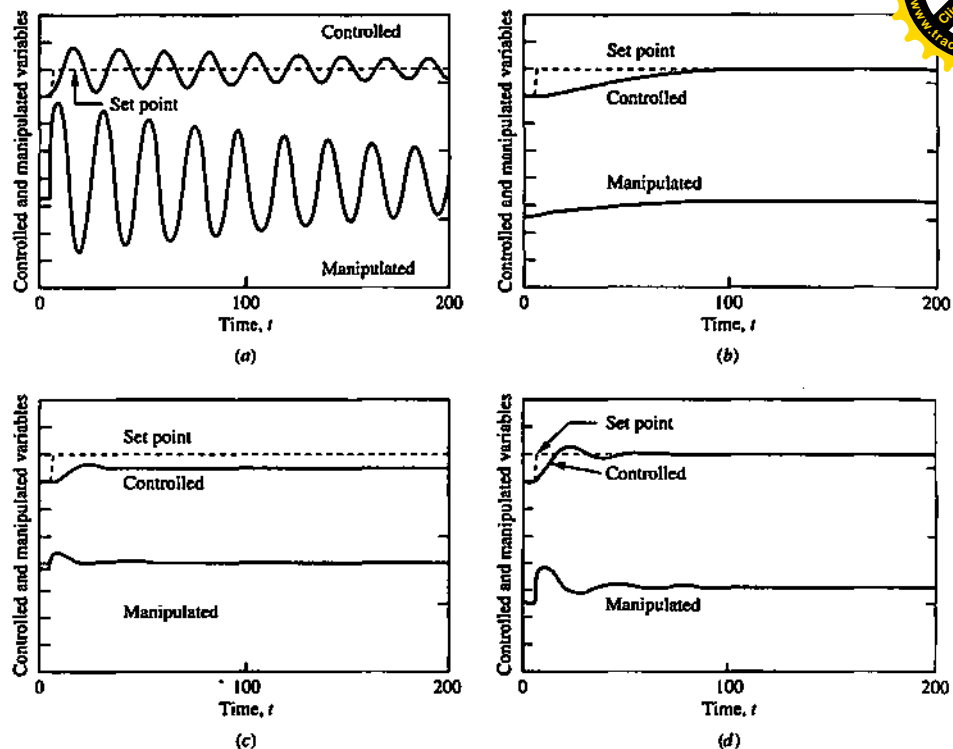 Controlled and manipulated variables
Controlled
Set point
Manipulated
0
100
200
Time, t
(a)
Controlled and manipulated variables
Set point
Controlled
Manipulated
0
100
200
Time, t
(b)
Controlled and manipulated variables
Set point
Controlled
Manipulated
0
100
200
Time, t
(c)
Controlled and manipulated variables
Set point
Controlled
Manipulated
0
100
200
Time, t
(d)